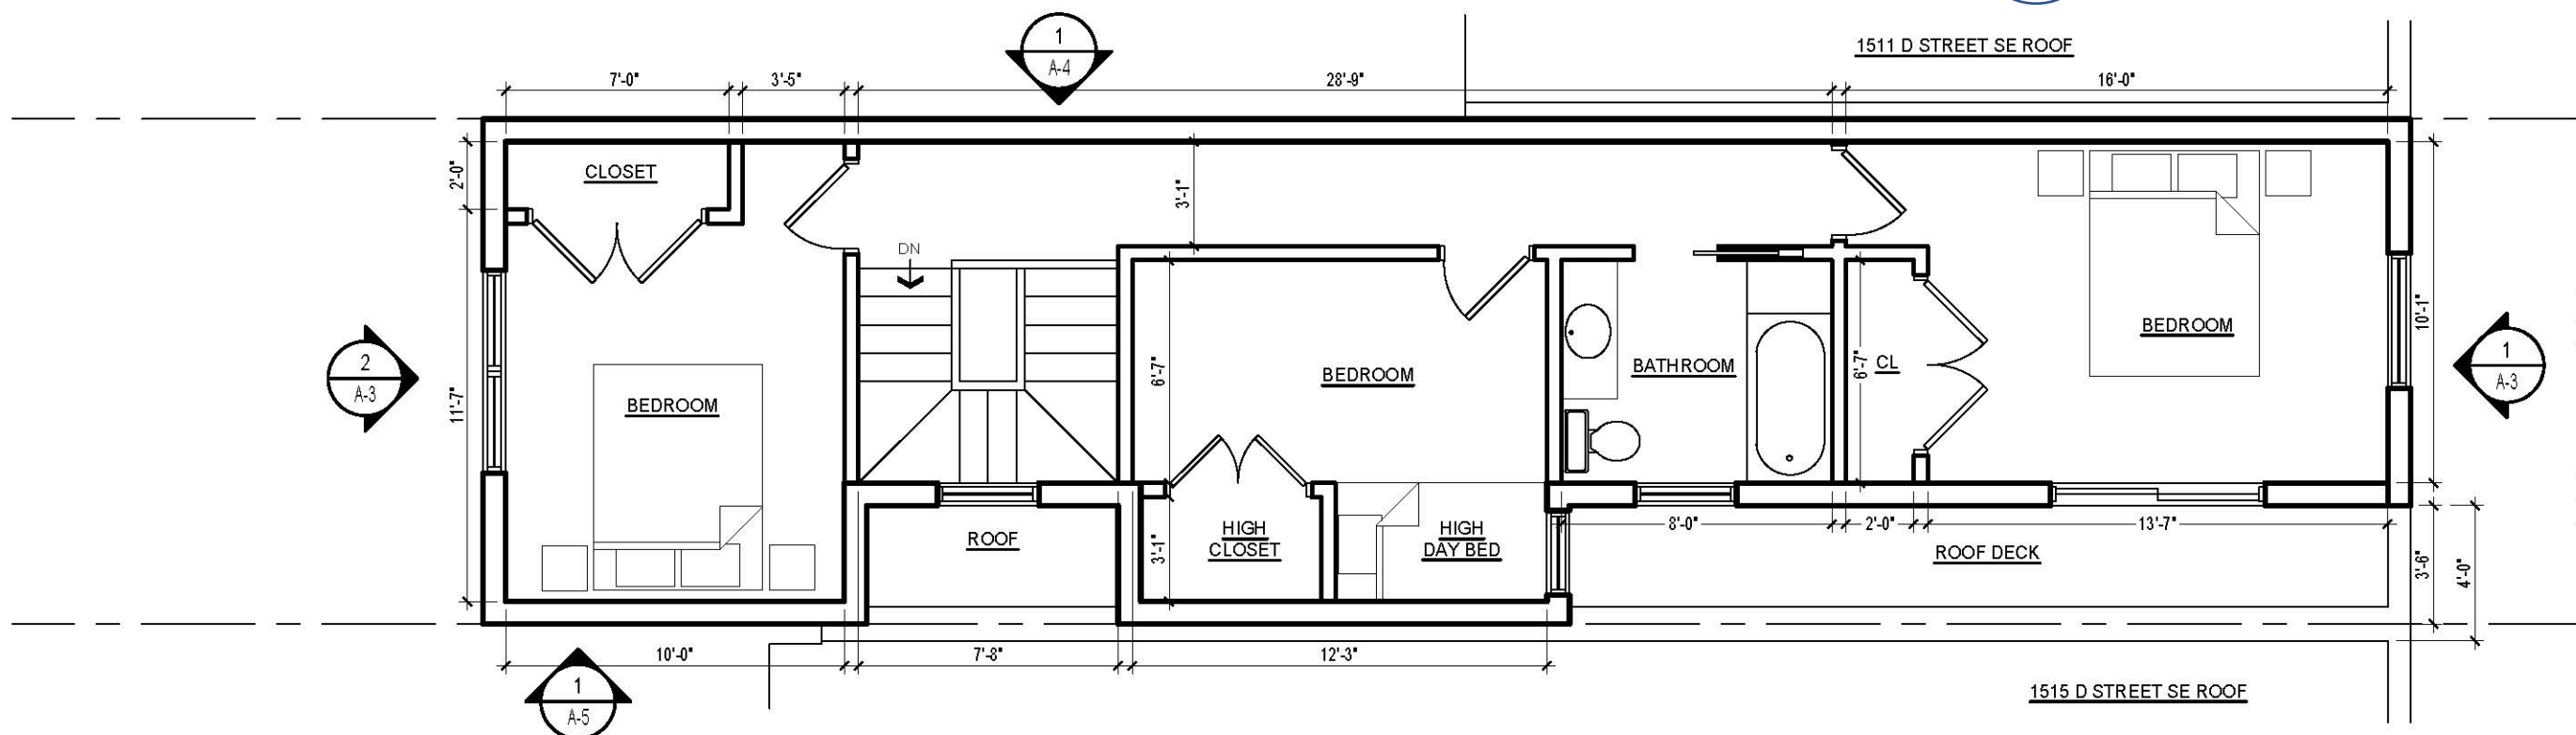 1
A-4
1511 D STREET SE ROOF
7'-0"
3'-5"
28'-9"
16'-0"
2'-0"
CLOSET
3'-1"
DN
10'-1"
BEDROOM
2
A-3
1
A-3
6'-7"
BEDROOM
BATHROOM
6'-7"
CL
11'-7"
BEDROOM
8'-0"
2'-0"
13'-7"
ROOF
HIGH
CLOSET
HIGH
DAY BED
3'-1"
ROOF DECK
3'-6"
4'-0"
10'-0"
7'-8"
12'-3"
1
A-5
1515 D STREET SE ROOF